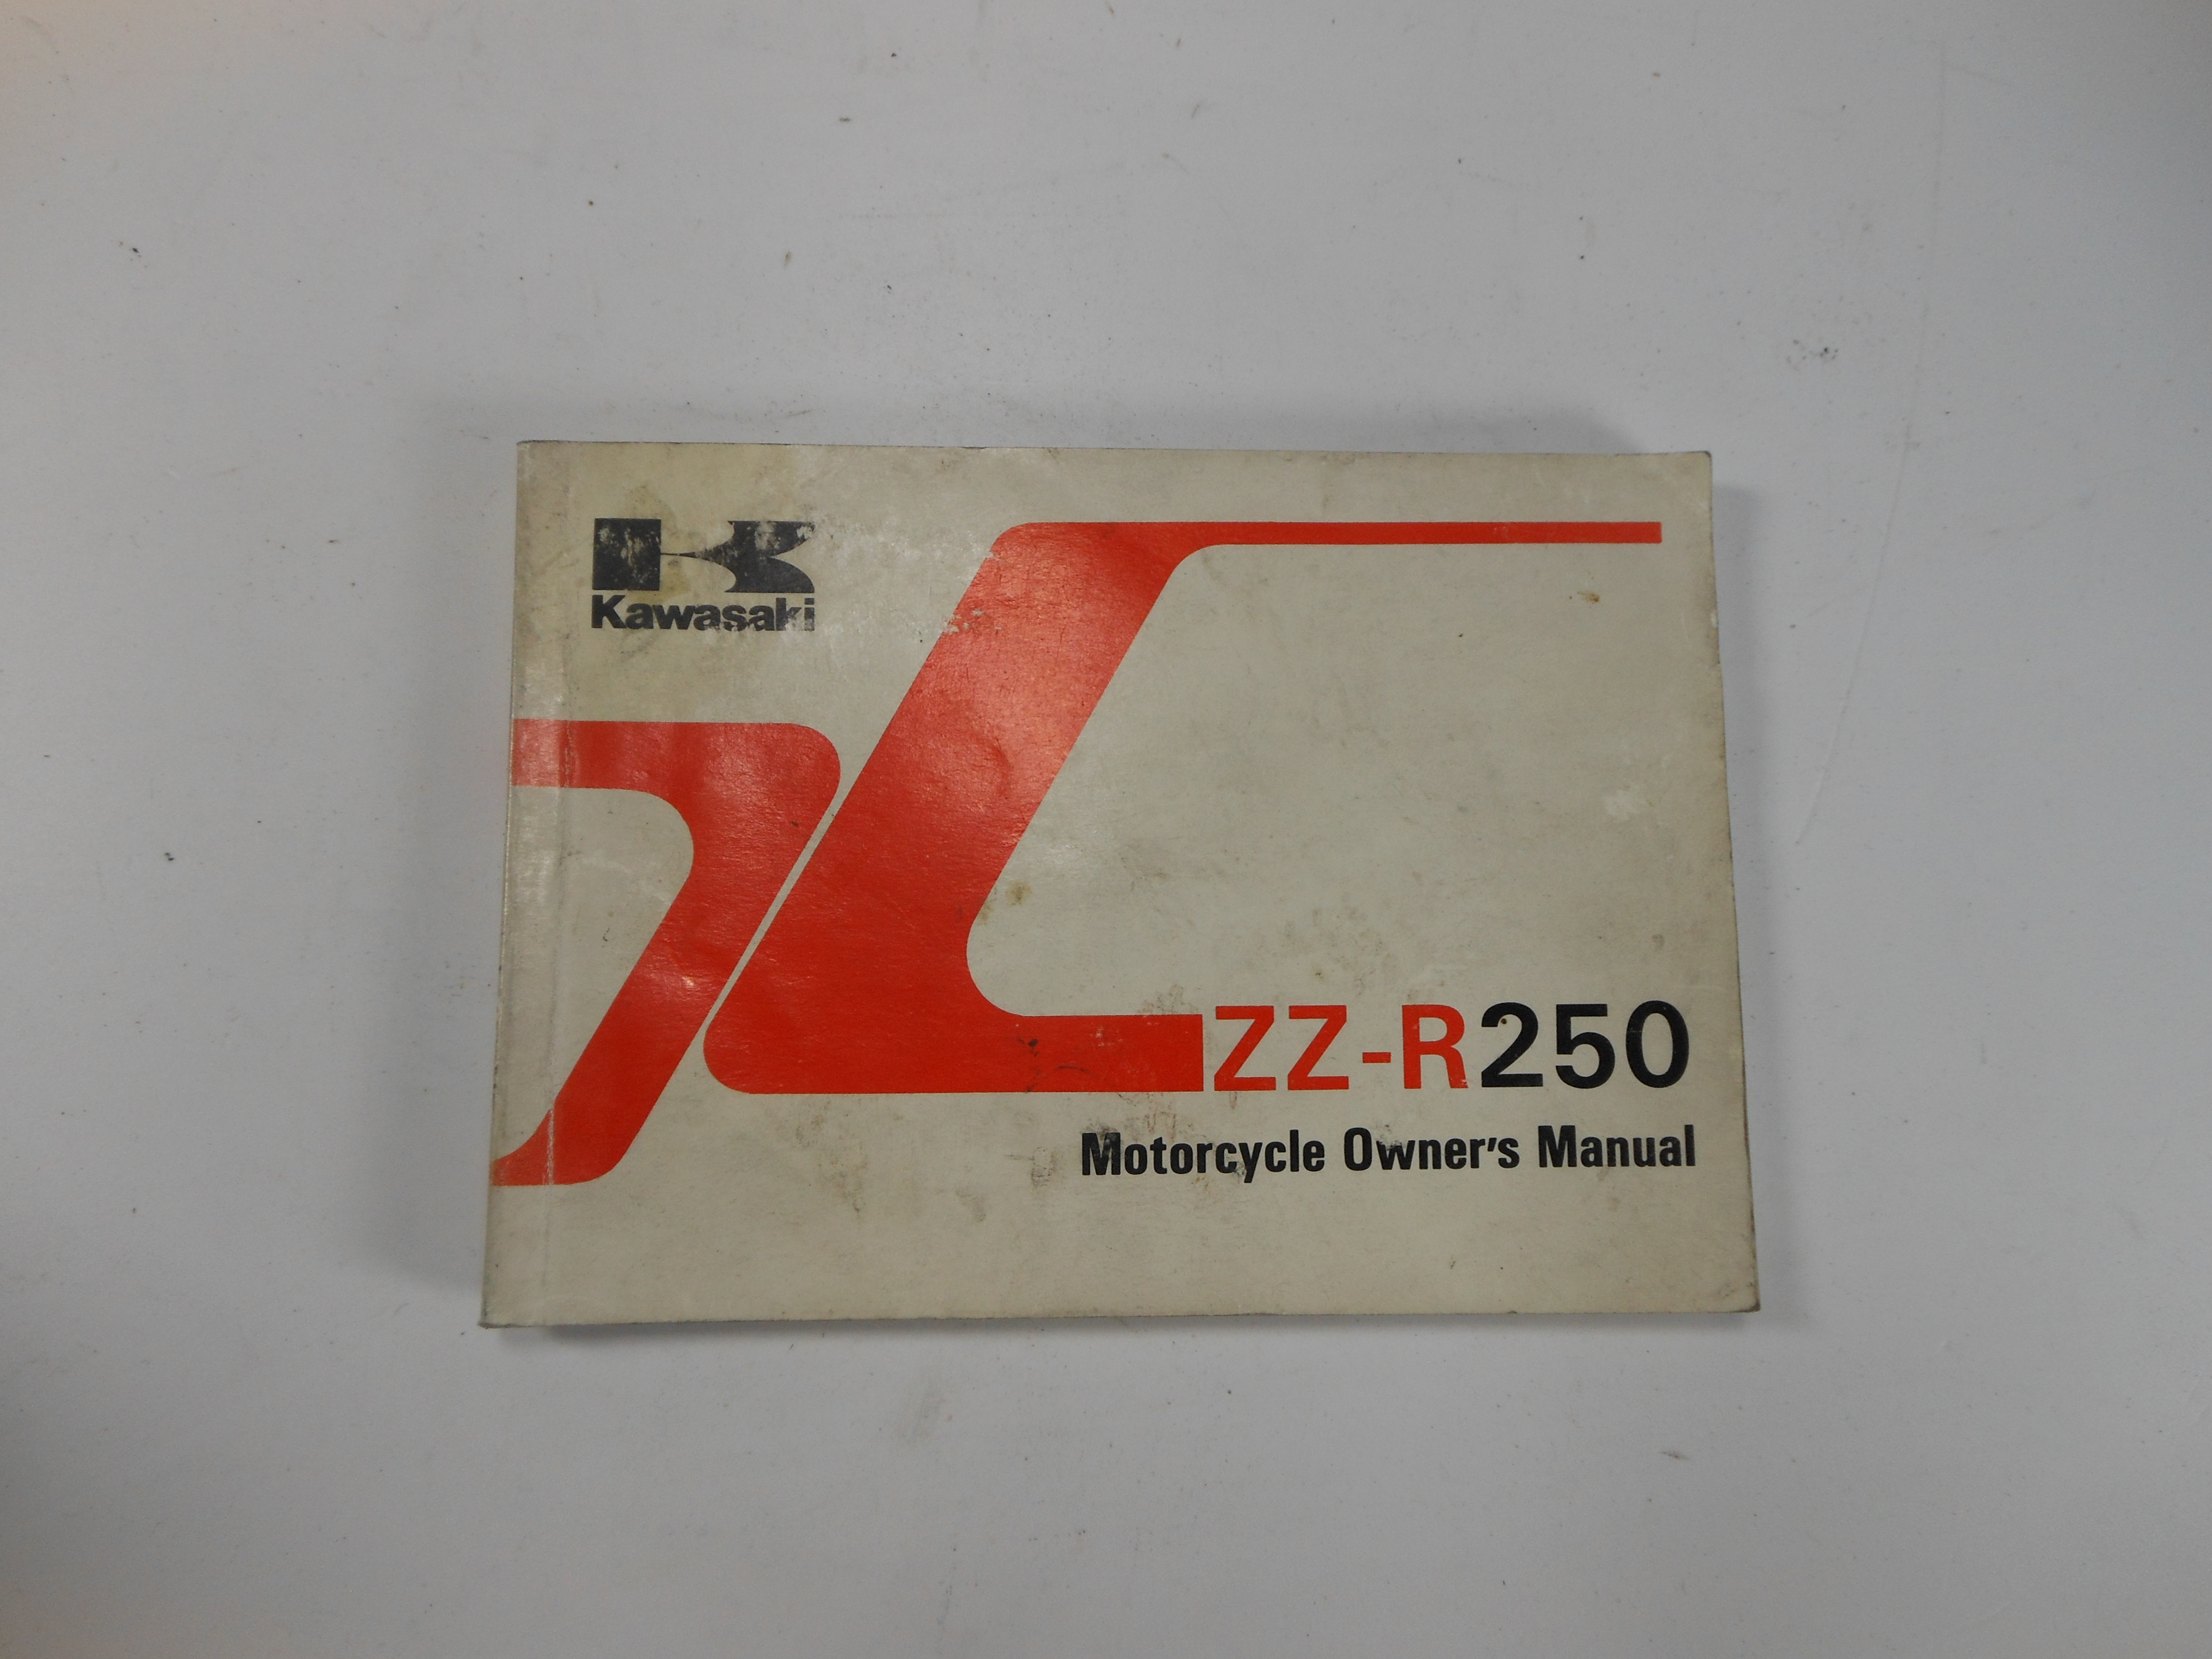 Kawasaki
ZZ-R250
Motorcycle Owner's Manual